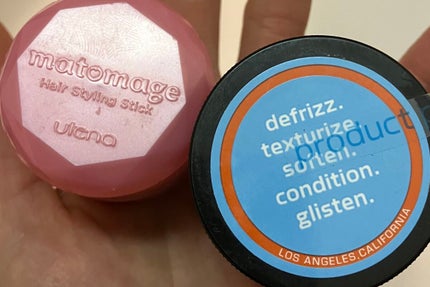 matomage
Hair Styling Stick
utena
defrizz.
texturize.
product
soften.
condition.
glisten.
LOS ANGELES, CALIFORNIA